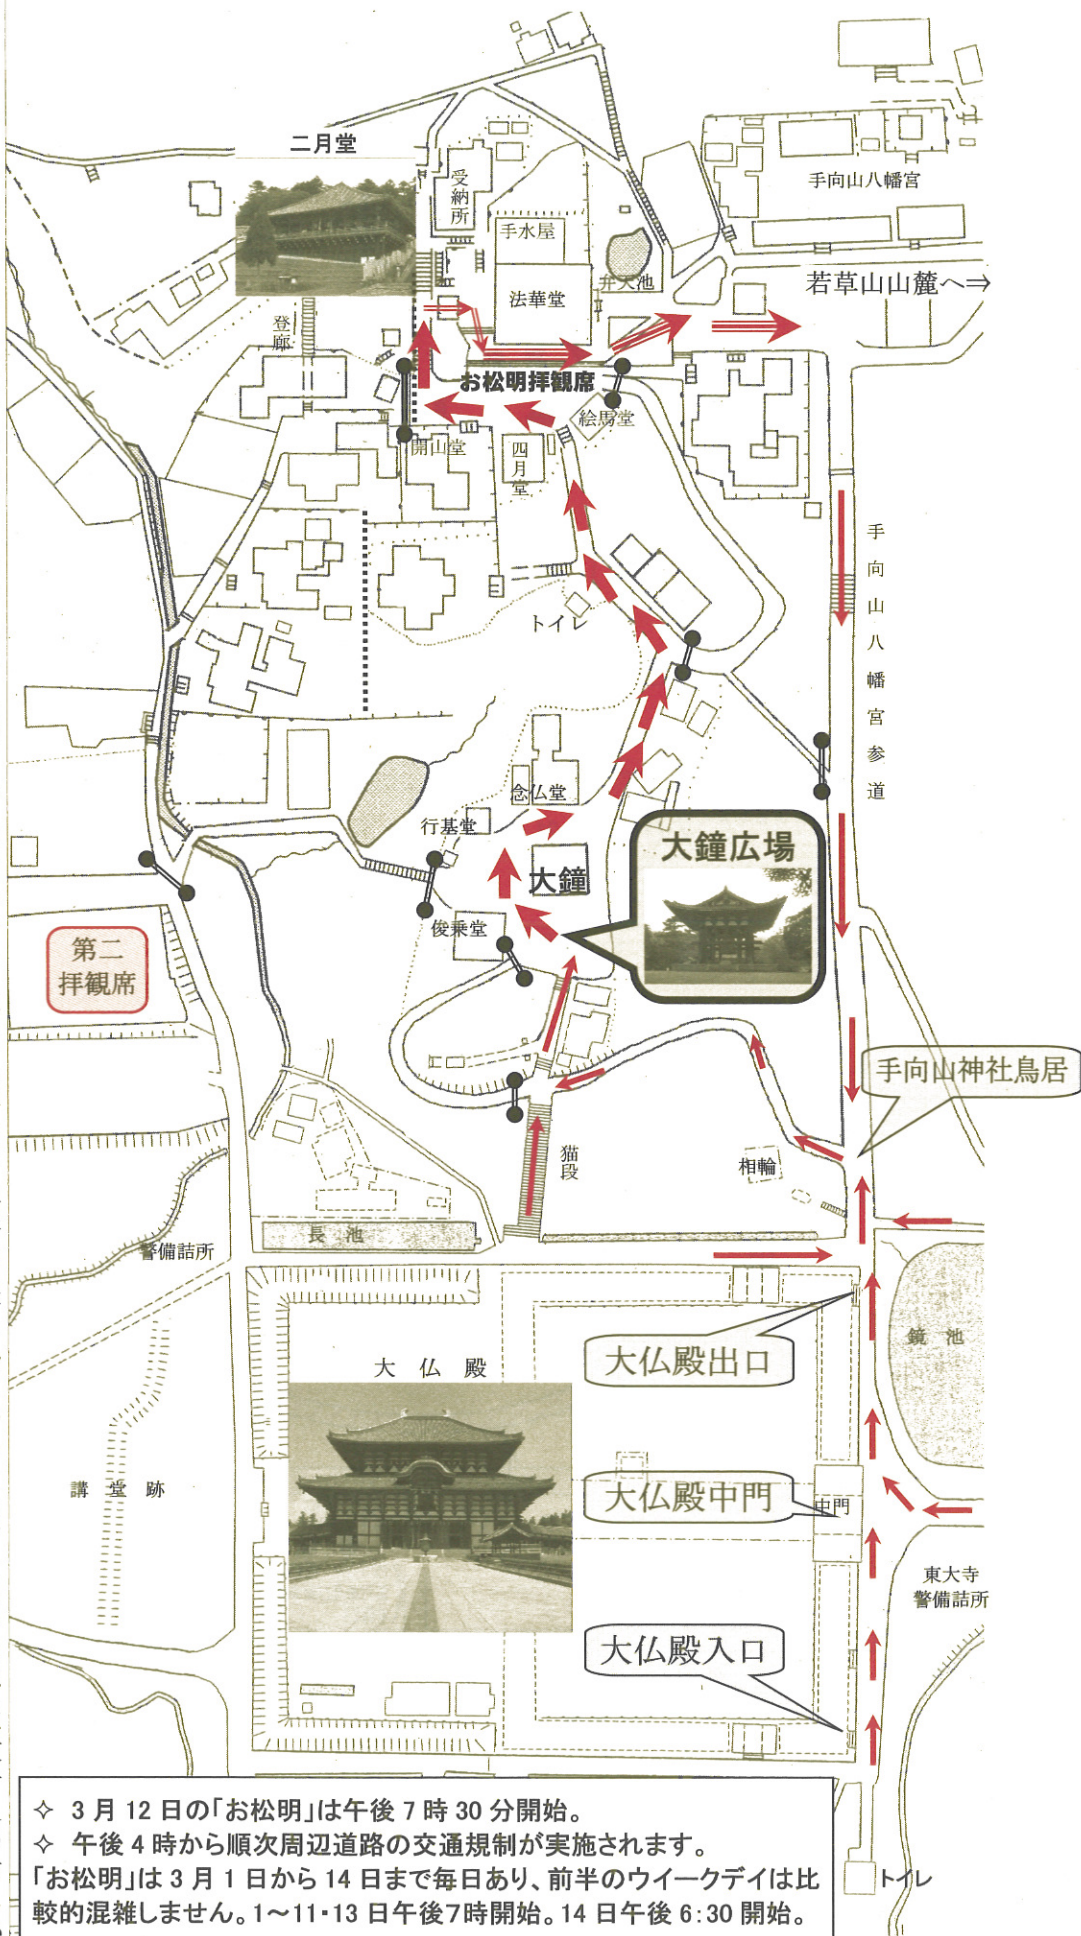 二月堂
受納所
手水屋
法華堂
弁天池
手向山八幡宮
若草山山麓へ⇒
登廊
お松明拝観席
絵馬堂
開山堂
四月堂
トイレ
手向山八幡宮参道
念仏堂
行基堂
大鐘
大鐘広場
俊乗堂
第二
拝観席
手向山神社鳥居
猫段
相輪
長池
警備詰所
鏡池
大仏殿出口
大仏殿
大仏殿中門
中門
講堂跡
東大寺
警備詰所
大仏殿入口
トイレ
✧ 3月12日の「お松明」は午後7時30分開始。
✧ 午後4時から順次周辺道路の交通規制が実施されます。
「お松明」は3月1日から14日まで毎日あり、前半のウイークデイは比
較的混雑しません。1～11・13日午後7時開始。14日午後6:30開始。